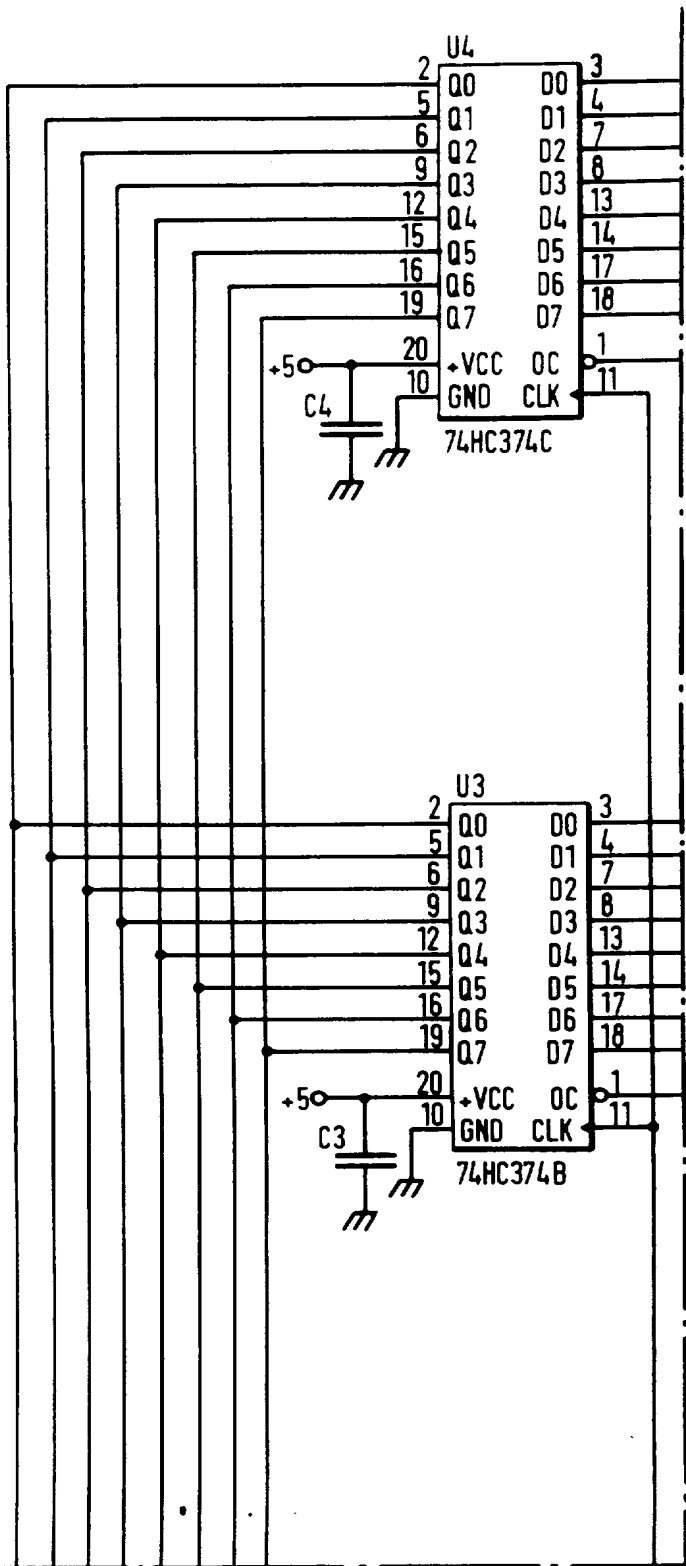 U4
2 Q0 D0 3
5 Q1 D1 4
6 Q2 D2 7
9 Q3 D3 8
12 Q4 D4 13
15 Q5 D5 14
16 Q6 D6 17
19 Q7 D7 18
+5 20 +VCC OC 1
C4 10 GND CLK 11
74HC374C
U3
2 Q0 D0 3
5 Q1 D1 4
6 Q2 D2 7
9 Q3 D3 8
12 Q4 D4 13
15 Q5 D5 14
16 Q6 D6 17
19 Q7 D7 18
+5 20 +VCC OC 1
C3 10 GND CLK 11
74HC374B